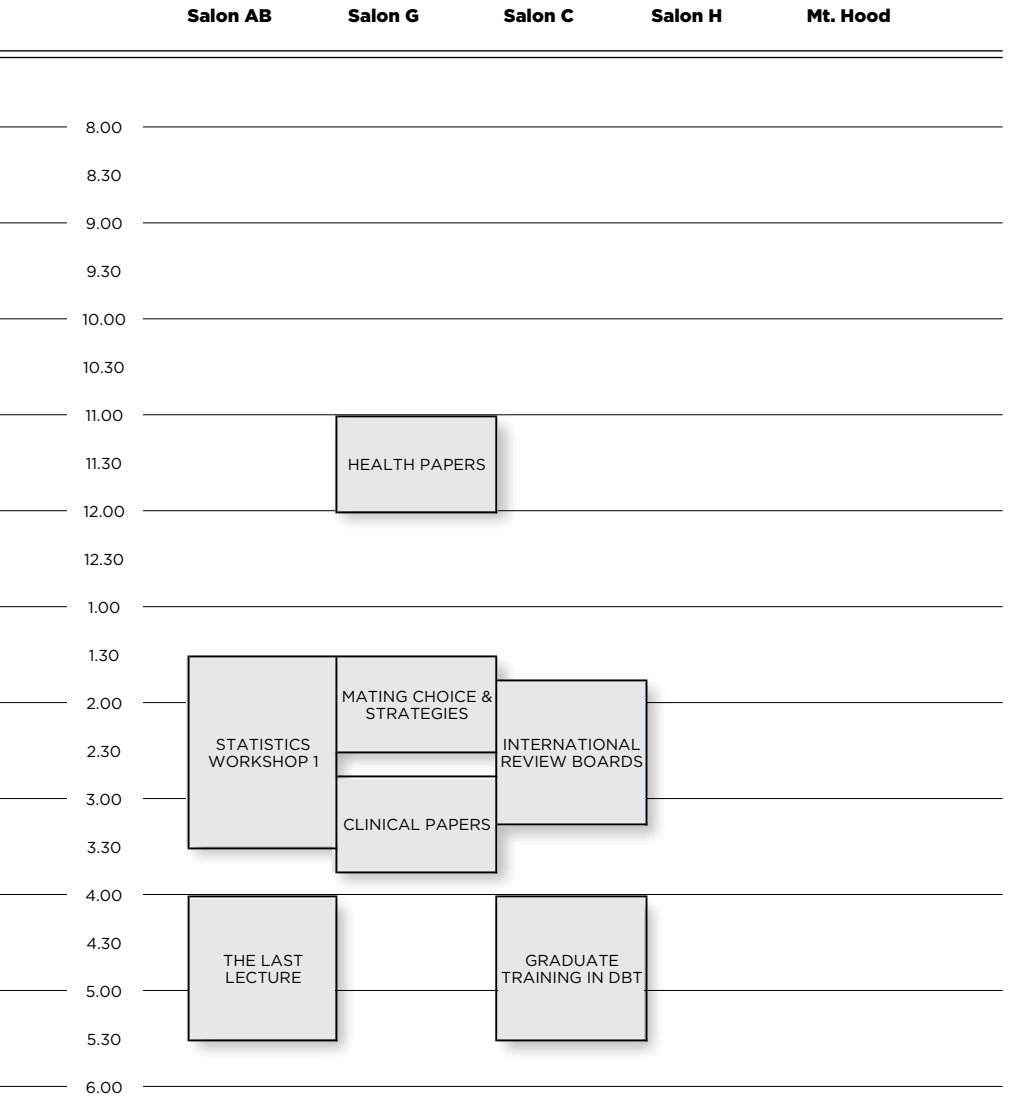 Salon AB Salon G Salon C Salon H Mt. Hood
8.00
8.30
9.00
9.30
10.00
10.30
11.00
11.30
HEALTH PAPERS
12.00
12.30
1.00
1.30
2.00
MATING CHOICE &
STRATEGIES
2.30
STATISTICS
WORKSHOP 1
INTERNATIONAL
REVIEW BOARDS
3.00
CLINICAL PAPERS
3.30
4.00
4.30
THE LAST
LECTURE
GRADUATE
TRAINING IN DBT
5.00
5.30
6.00